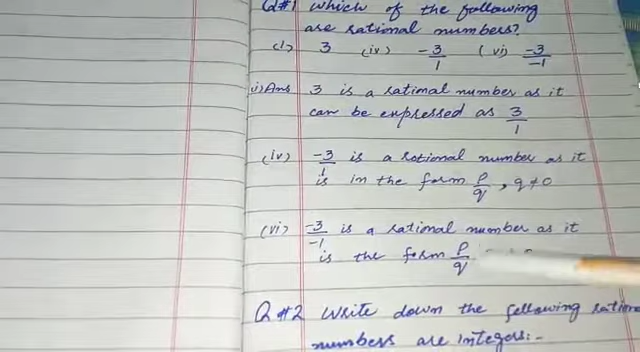 Q#1 which of the following
are rational numbers?
(i) 3 (iv) -3/1 (vi) -3/-1
i) Ans 3 is a rational number as it
can be expressed as 3/1
(iv) -3/1 is a rational number as it
is in the form p/q, q≠0
(vi) -3/-1 is a rational number as it
is the form p/q
Q#2 Write down the following ration
numbers are integers:-